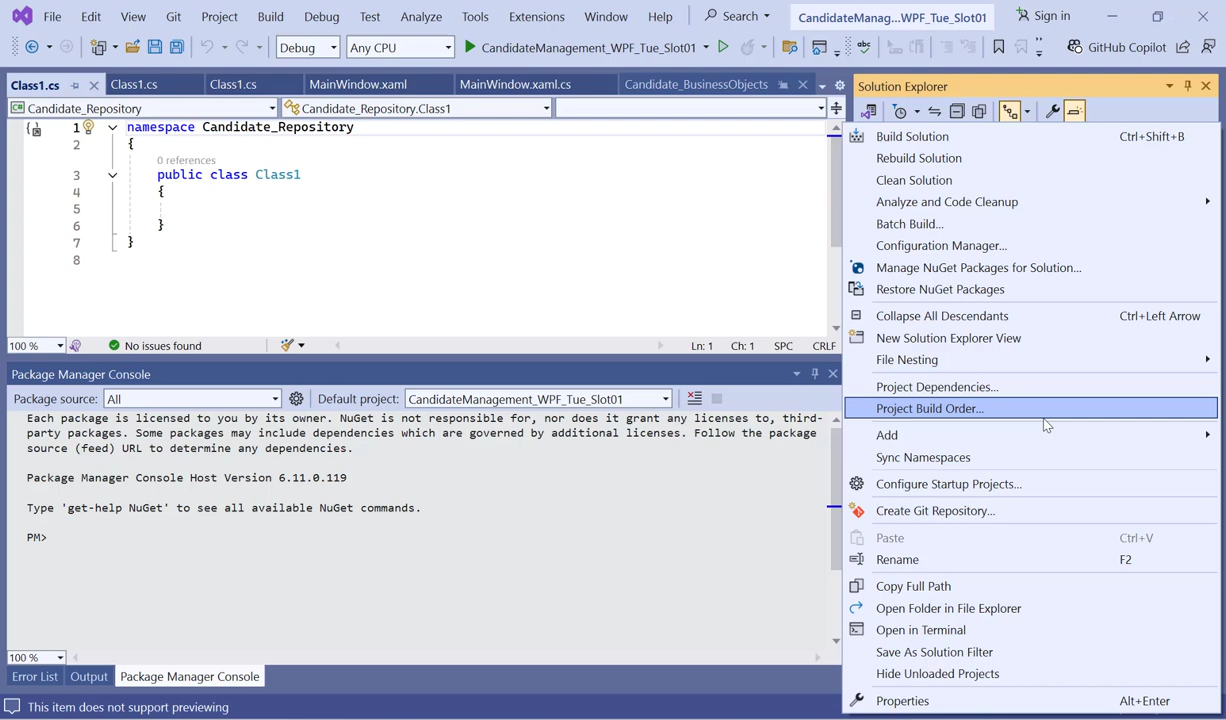 File Edit View Git Project Build Debug Test Analyze Tools Extensions Window Help Search CandidateManag..._WPF_Tue_Slot01 Sign in
Debug Any CPU CandidateManagement_WPF_Tue_Slot01 GitHub Copilot
Class1.cs Class1.cs Class1.cs MainWindow.xaml MainWindow.xaml.cs Candidate_BusinessObjects
Candidate_Repository Candidate_Repository.Class1
1 namespace Candidate_Repository
2 {
0 references
3 public class Class1
4 {
5
6 }
7 }
8
100 % No issues found Ln: 1 Ch: 1 SPC CRLF
Package Manager Console
Package source: All Default project: CandidateManagement_WPF_Tue_Slot01
Each package is licensed to you by its owner. NuGet is not responsible for, nor does it grant any licenses to, third-
party packages. Some packages may include dependencies which are governed by additional licenses. Follow the package
source (feed) URL to determine any dependencies.
Package Manager Console Host Version 6.11.0.119
Type 'get-help NuGet' to see all available NuGet commands.
PM>
100 %
Error List Output Package Manager Console
This item does not support previewing
Solution Explorer
Build Solution Ctrl+Shift+B
Rebuild Solution
Clean Solution
Analyze and Code Cleanup
Batch Build...
Configuration Manager...
Manage NuGet Packages for Solution...
Restore NuGet Packages
Collapse All Descendants Ctrl+Left Arrow
New Solution Explorer View
File Nesting
Project Dependencies...
Project Build Order...
Add
Sync Namespaces
Configure Startup Projects...
Create Git Repository...
Paste Ctrl+V
Rename F2
Copy Full Path
Open Folder in File Explorer
Open in Terminal
Save As Solution Filter
Hide Unloaded Projects
Properties Alt+Enter